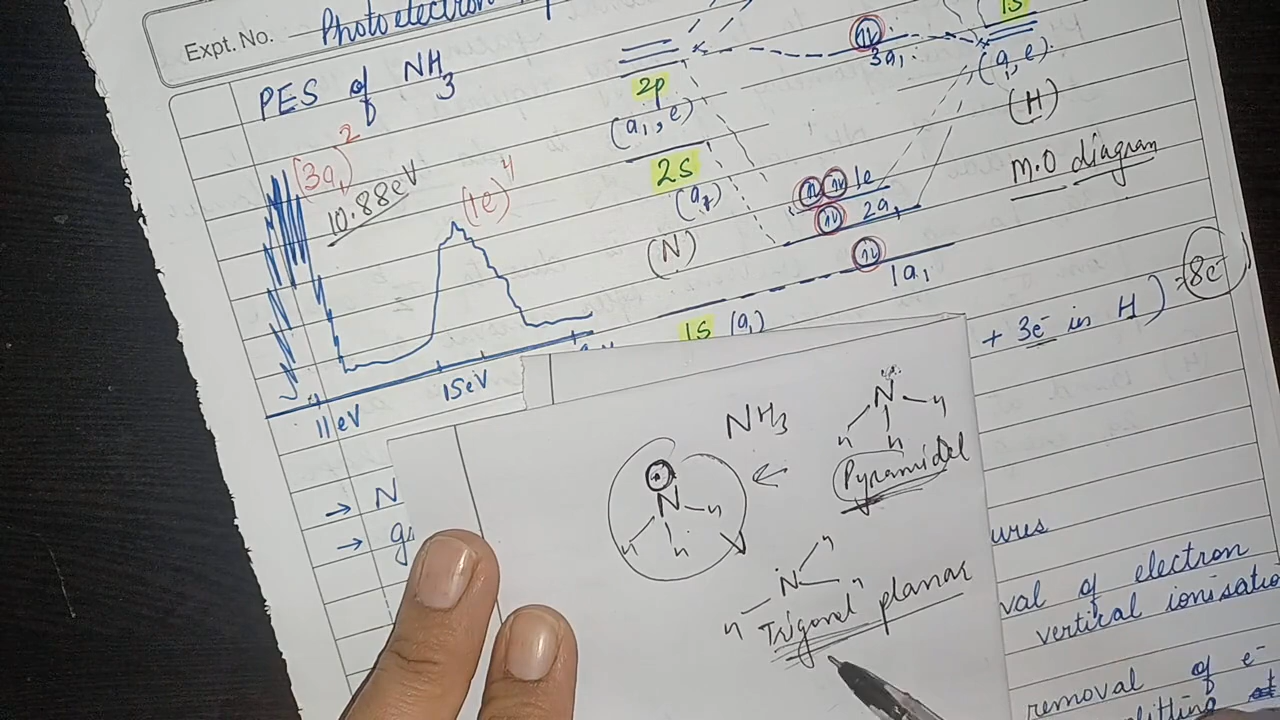 Expt. No. Photoelectron
PES of NH3
(3a1)2
10.88eV
(1e)4
11eV
15eV
2p
(a1, e)
2S
(a1)
(N)
1S (a1)
3a1
1S
(a1, e)
(H)
M.O diagram
1e
2a1
1a1
+ 3e- in H ) = 8e-
→ N
→ g
NH3
N
H
H
H
N
H
H
H
Pyramidal
N
H
H
H
Trigonal planar
ures
val of electron
vertical ionisatio
removal of e-
litting